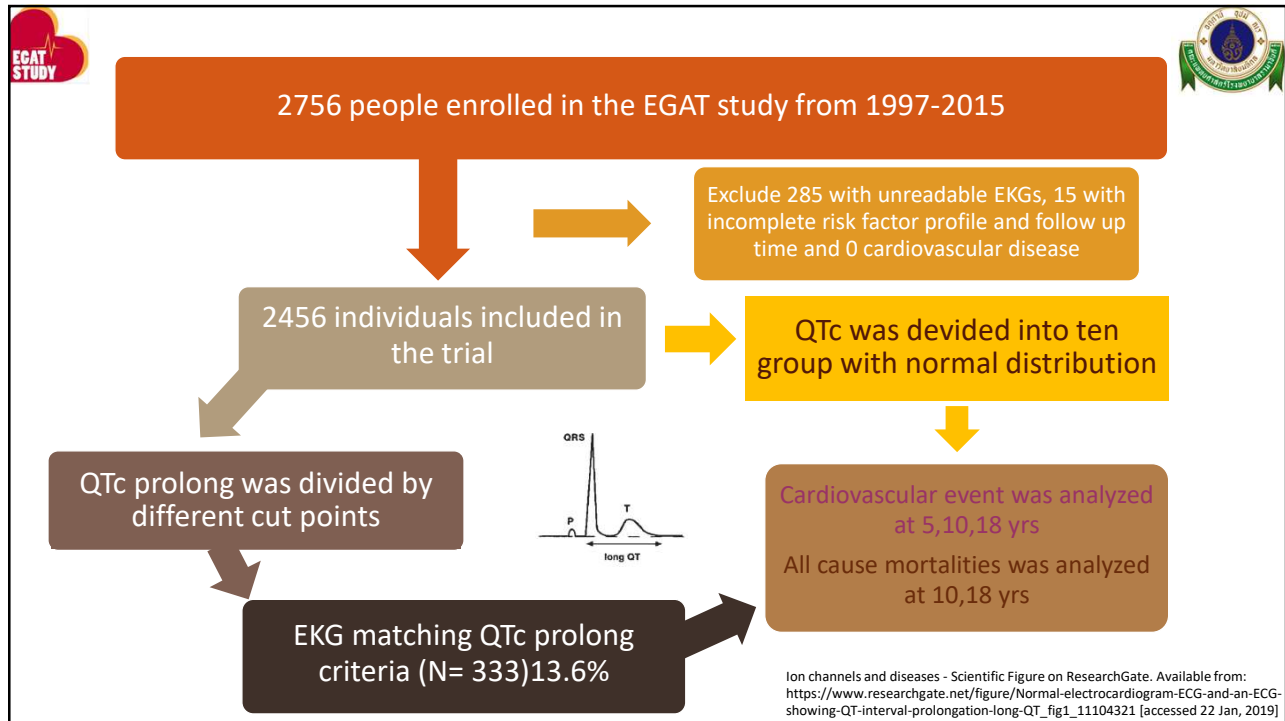 EGAT
STUDY
2756 people enrolled in the EGAT study from 1997-2015
Exclude 285 with unreadable EKGs, 15 with
incomplete risk factor profile and follow up
time and 0 cardiovascular disease
2456 individuals included in
the trial
QTc was devided into ten
group with normal distribution
QTc prolong was divided by
different cut points
QRS
P
T
long QT
Cardiovascular event was analyzed
at 5,10,18 yrs
All cause mortalities was analyzed
at 10,18 yrs
EKG matching QTc prolong
criteria (N= 333)13.6%
Ion channels and diseases - Scientific Figure on ResearchGate. Available from:
https://www.researchgate.net/figure/Normal-electrocardiogram-ECG-and-an-ECG-
showing-QT-interval-prolongation-long-QT_fig1_11104321 [accessed 22 Jan, 2019]